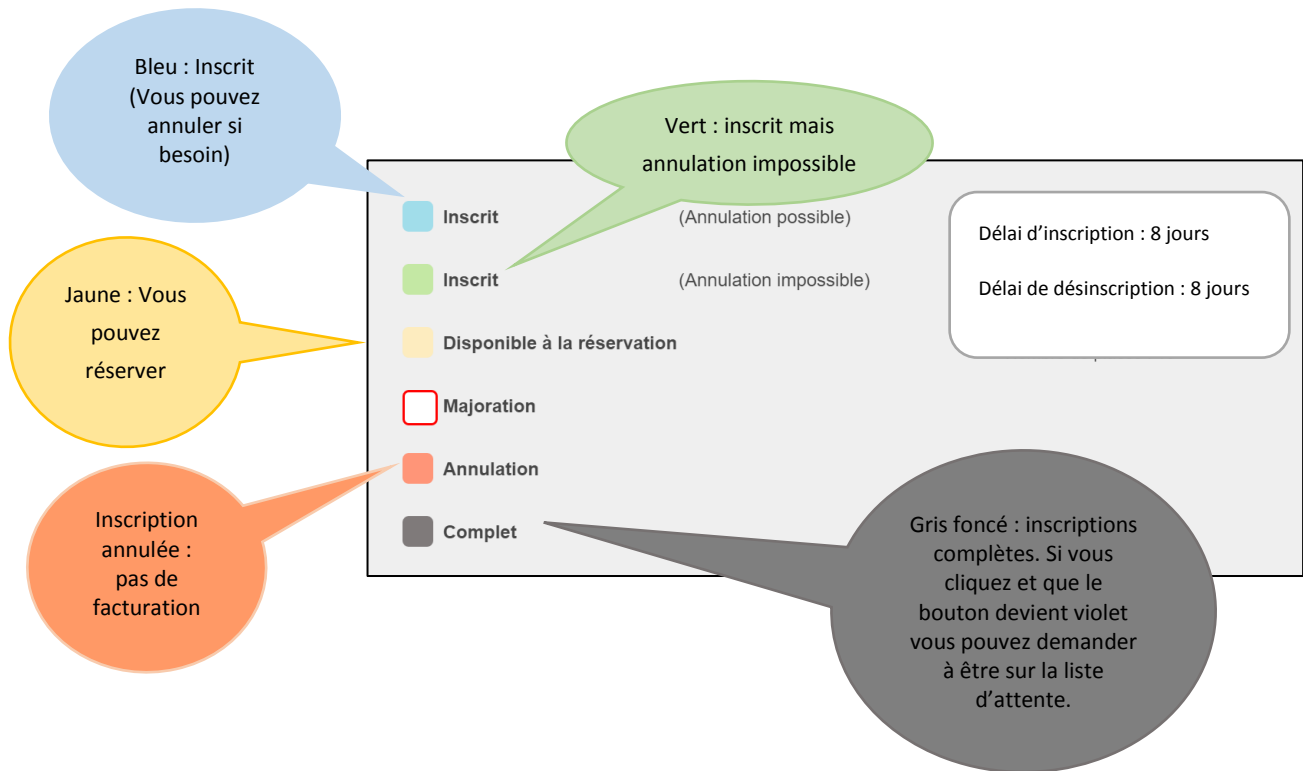 Bleu : Inscrit
(Vous pouvez
annuler si
besoin)
Vert : inscrit mais
annulation impossible
Inscrit (Annulation possible)
Inscrit (Annulation impossible)
Délai d’inscription : 8 jours
Délai de désinscription : 8 jours
Jaune : Vous
pouvez
réserver
Disponible à la réservation
Majoration
Annulation
Complet
Inscription
annulée :
pas de
facturation
Gris foncé : inscriptions
complètes. Si vous
cliquez et que le
bouton devient violet
vous pouvez demander
à être sur la liste
d’attente.